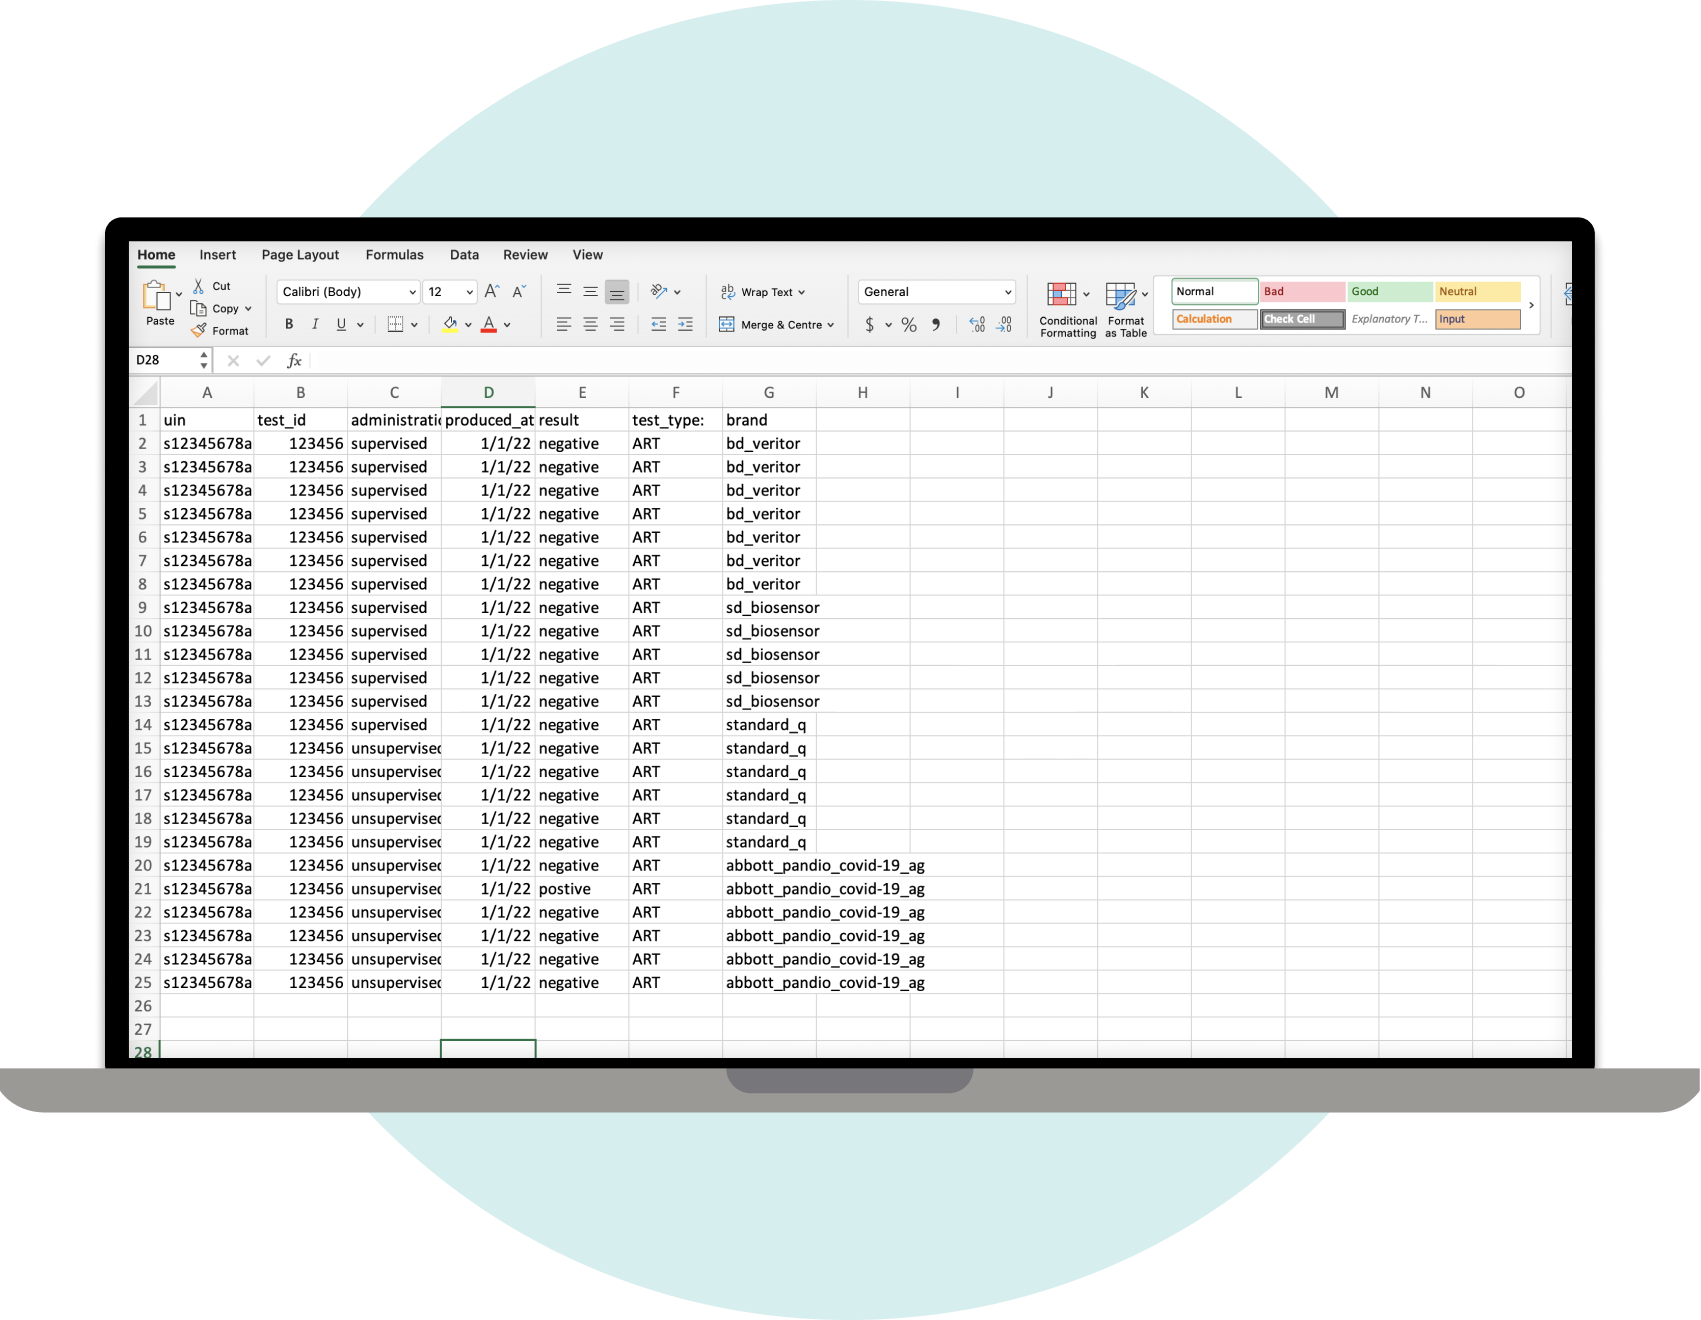 Home Insert Page Layout Formulas Data Review View
Paste
Cut
Copy
Format
Calibri (Body) 12 A A
B I U A
ab Wrap Text
Merge & Centre
General
$ %
Conditional Formatting
Format as Table
Normal Bad Good Neutral
Calculation Check Cell Explanatory T... Input
D28 fx
A B C D E F G H I J K L M N O
1 uin test_id administratic produced_at result test_type: brand
2 s12345678a 123456 supervised 1/1/22 negative ART bd_veritor
3 s12345678a 123456 supervised 1/1/22 negative ART bd_veritor
4 s12345678a 123456 supervised 1/1/22 negative ART bd_veritor
5 s12345678a 123456 supervised 1/1/22 negative ART bd_veritor
6 s12345678a 123456 supervised 1/1/22 negative ART bd_veritor
7 s12345678a 123456 supervised 1/1/22 negative ART bd_veritor
8 s12345678a 123456 supervised 1/1/22 negative ART bd_veritor
9 s12345678a 123456 supervised 1/1/22 negative ART sd_biosensor
10 s12345678a 123456 supervised 1/1/22 negative ART sd_biosensor
11 s12345678a 123456 supervised 1/1/22 negative ART sd_biosensor
12 s12345678a 123456 supervised 1/1/22 negative ART sd_biosensor
13 s12345678a 123456 supervised 1/1/22 negative ART sd_biosensor
14 s12345678a 123456 supervised 1/1/22 negative ART standard_q
15 s12345678a 123456 unsupervised 1/1/22 negative ART standard_q
16 s12345678a 123456 unsupervised 1/1/22 negative ART standard_q
17 s12345678a 123456 unsupervised 1/1/22 negative ART standard_q
18 s12345678a 123456 unsupervised 1/1/22 negative ART standard_q
19 s12345678a 123456 unsupervised 1/1/22 negative ART standard_q
20 s12345678a 123456 unsupervised 1/1/22 negative ART abbott_pandio_covid-19_ag
21 s12345678a 123456 unsupervised 1/1/22 postive ART abbott_pandio_covid-19_ag
22 s12345678a 123456 unsupervised 1/1/22 negative ART abbott_pandio_covid-19_ag
23 s12345678a 123456 unsupervised 1/1/22 negative ART abbott_pandio_covid-19_ag
24 s12345678a 123456 unsupervised 1/1/22 negative ART abbott_pandio_covid-19_ag
25 s12345678a 123456 unsupervised 1/1/22 negative ART abbott_pandio_covid-19_ag
26
27
28